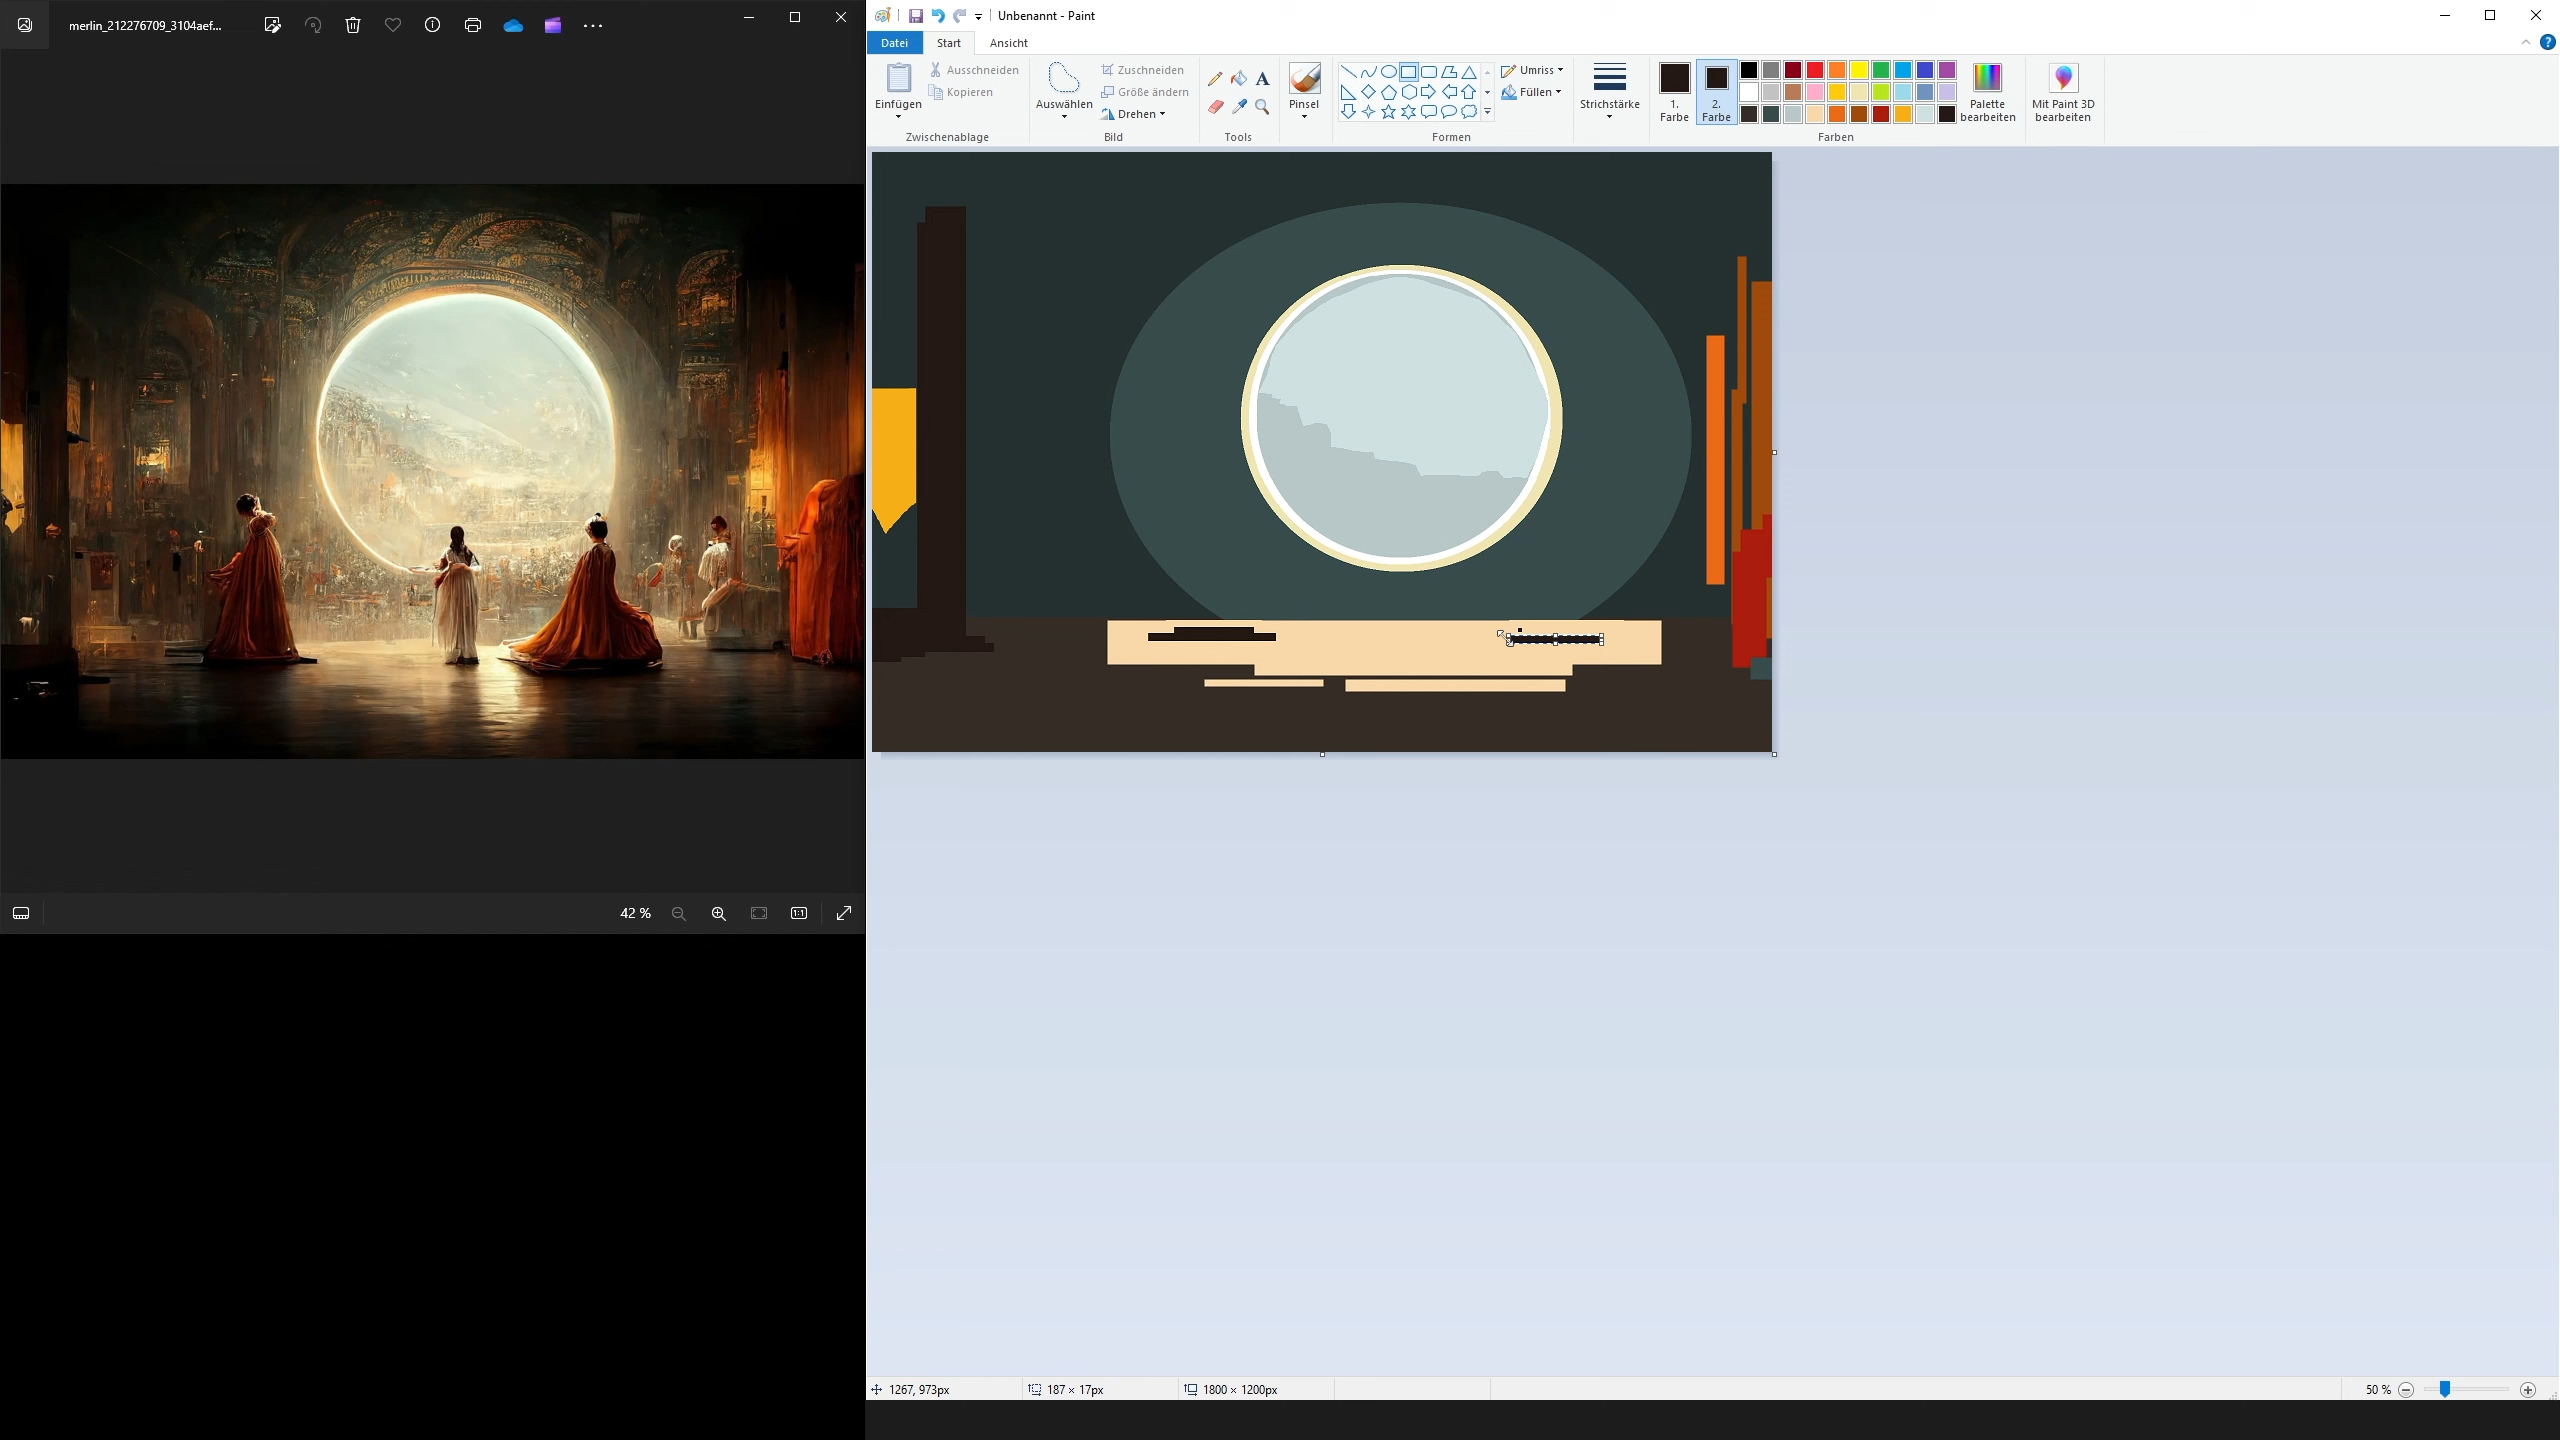 merlin_212276709_3104aef...
Unbenannt - Paint
Datei
Start
Ansicht
Einfügen
Ausschneiden
Kopieren
Zwischenablage
Auswählen
Zuschneiden
Größe ändern
Drehen
Bild
Tools
Pinsel
Umriss
Füllen
Formen
Strichstärke
1.
Farbe
2.
Farbe
Farben
Palette
bearbeiten
Mit Paint 3D
bearbeiten
42 %
1267, 973px
187 × 17px
1800 × 1200px
50 %